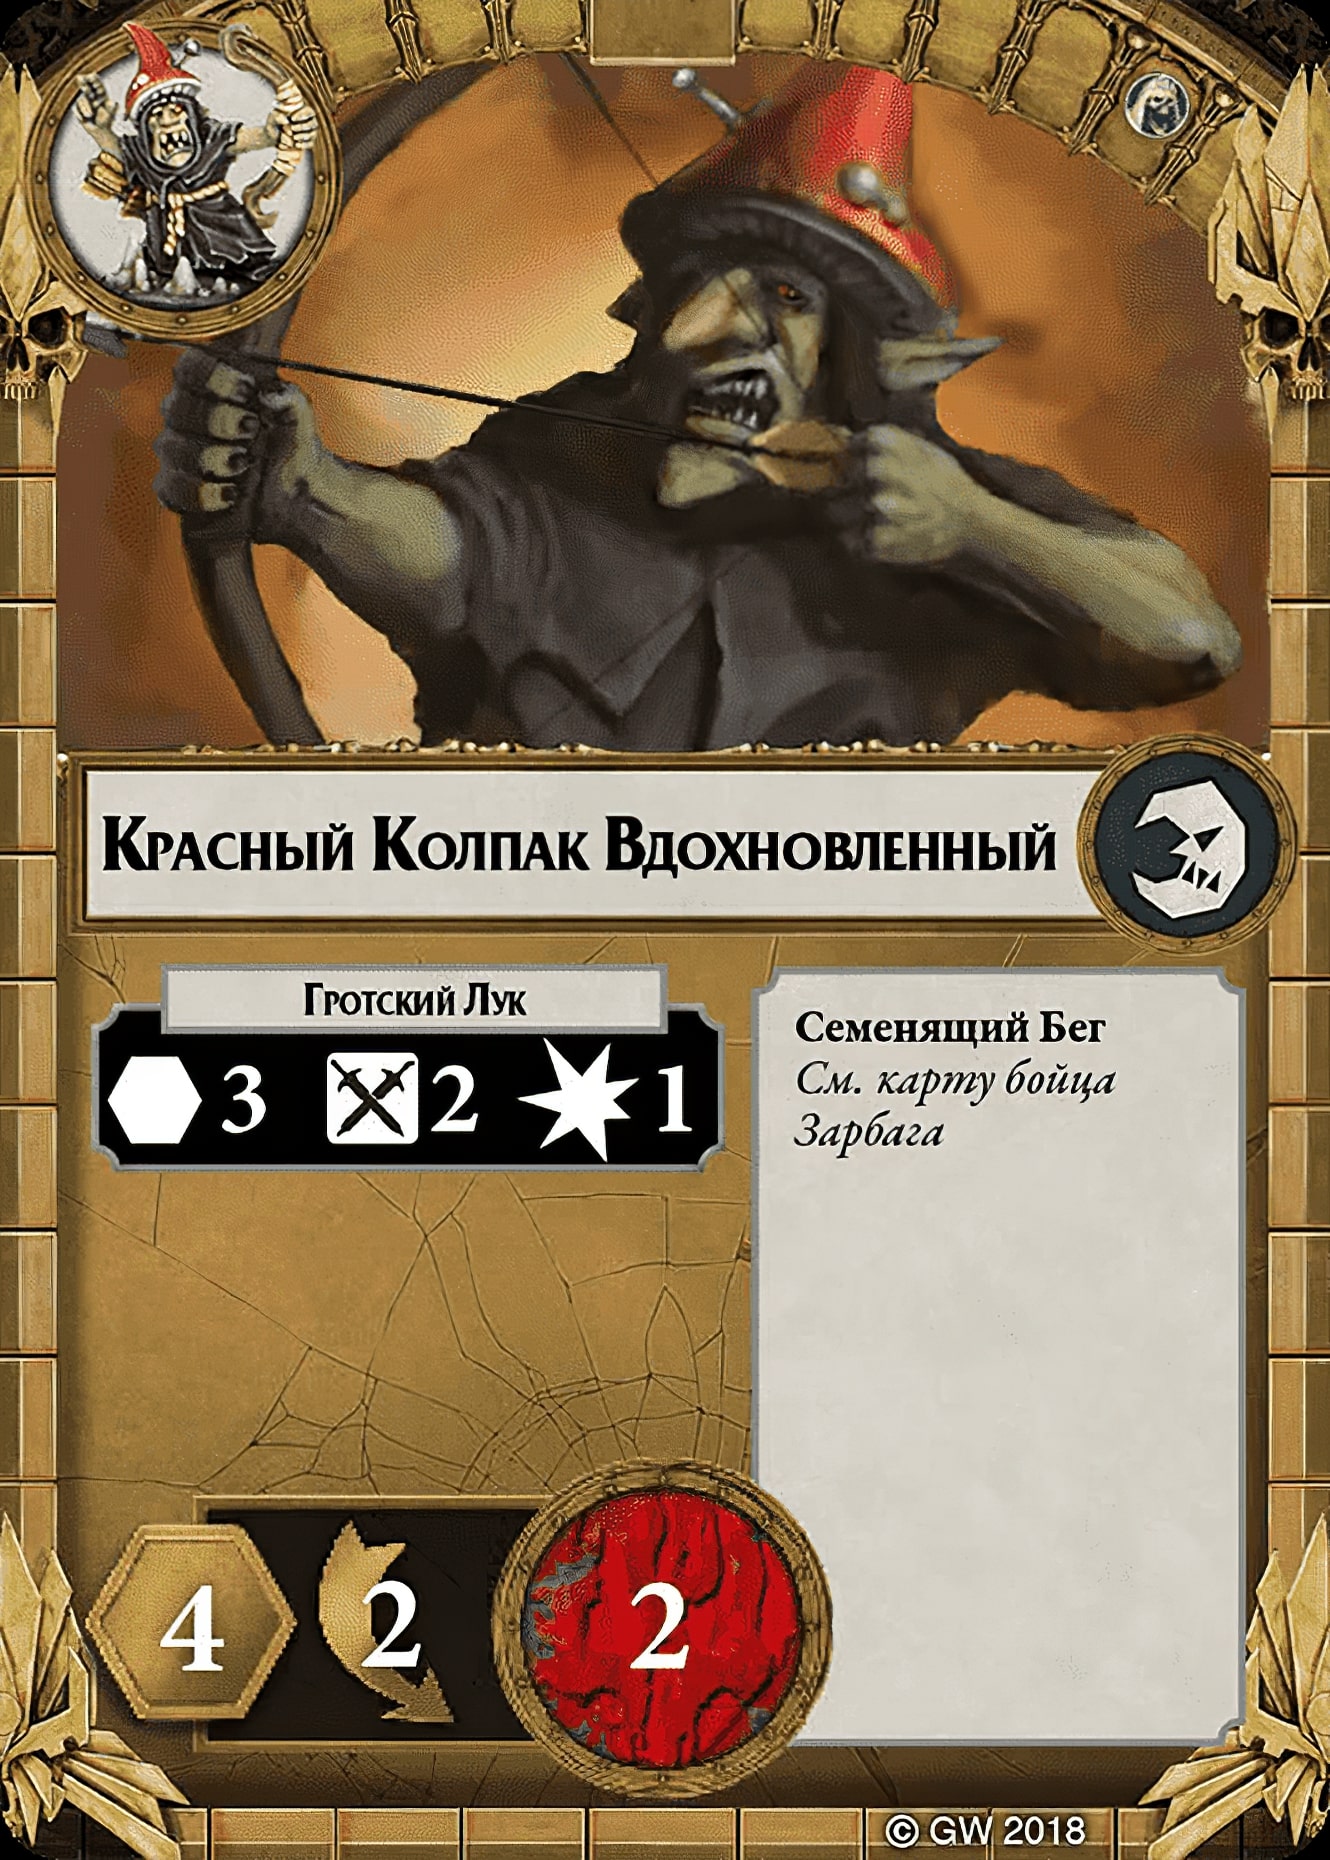 Красный Колпак Вдохновленный
Гротский Лук
3 2 1
Семенящий Бег
См. карту бойца
Зарбага
4 2 2
© GW 2018